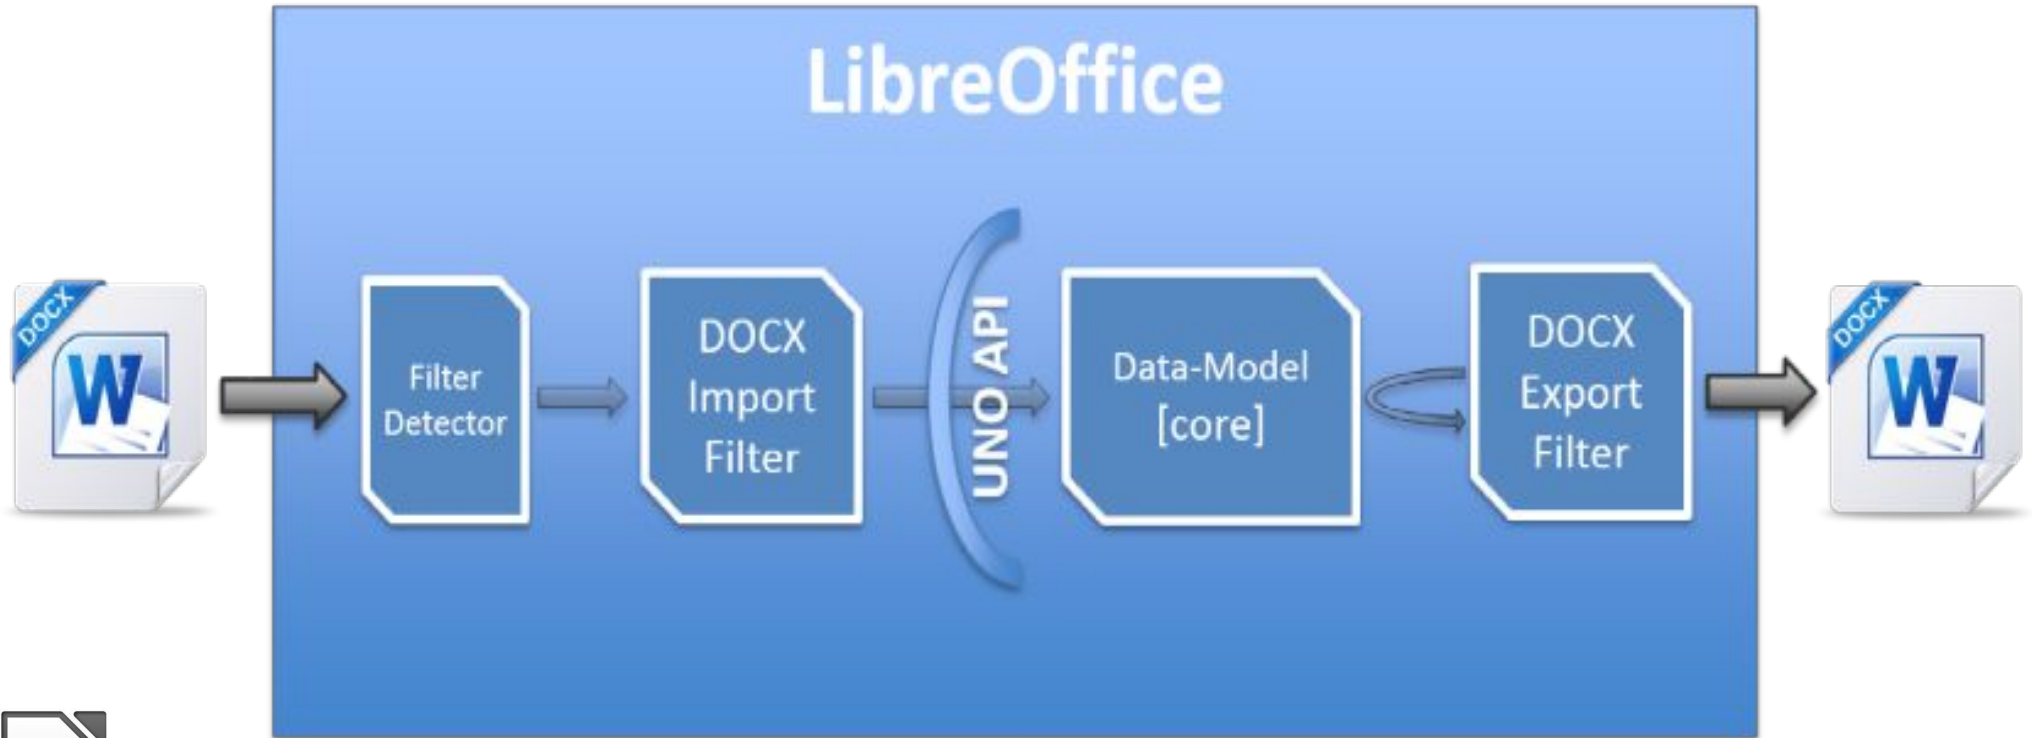 LibreOffice
DOCX
W
Filter
Detector
DOCX
Import
Filter
UNO API
Data-Model
[core]
DOCX
Export
Filter
DOCX
W